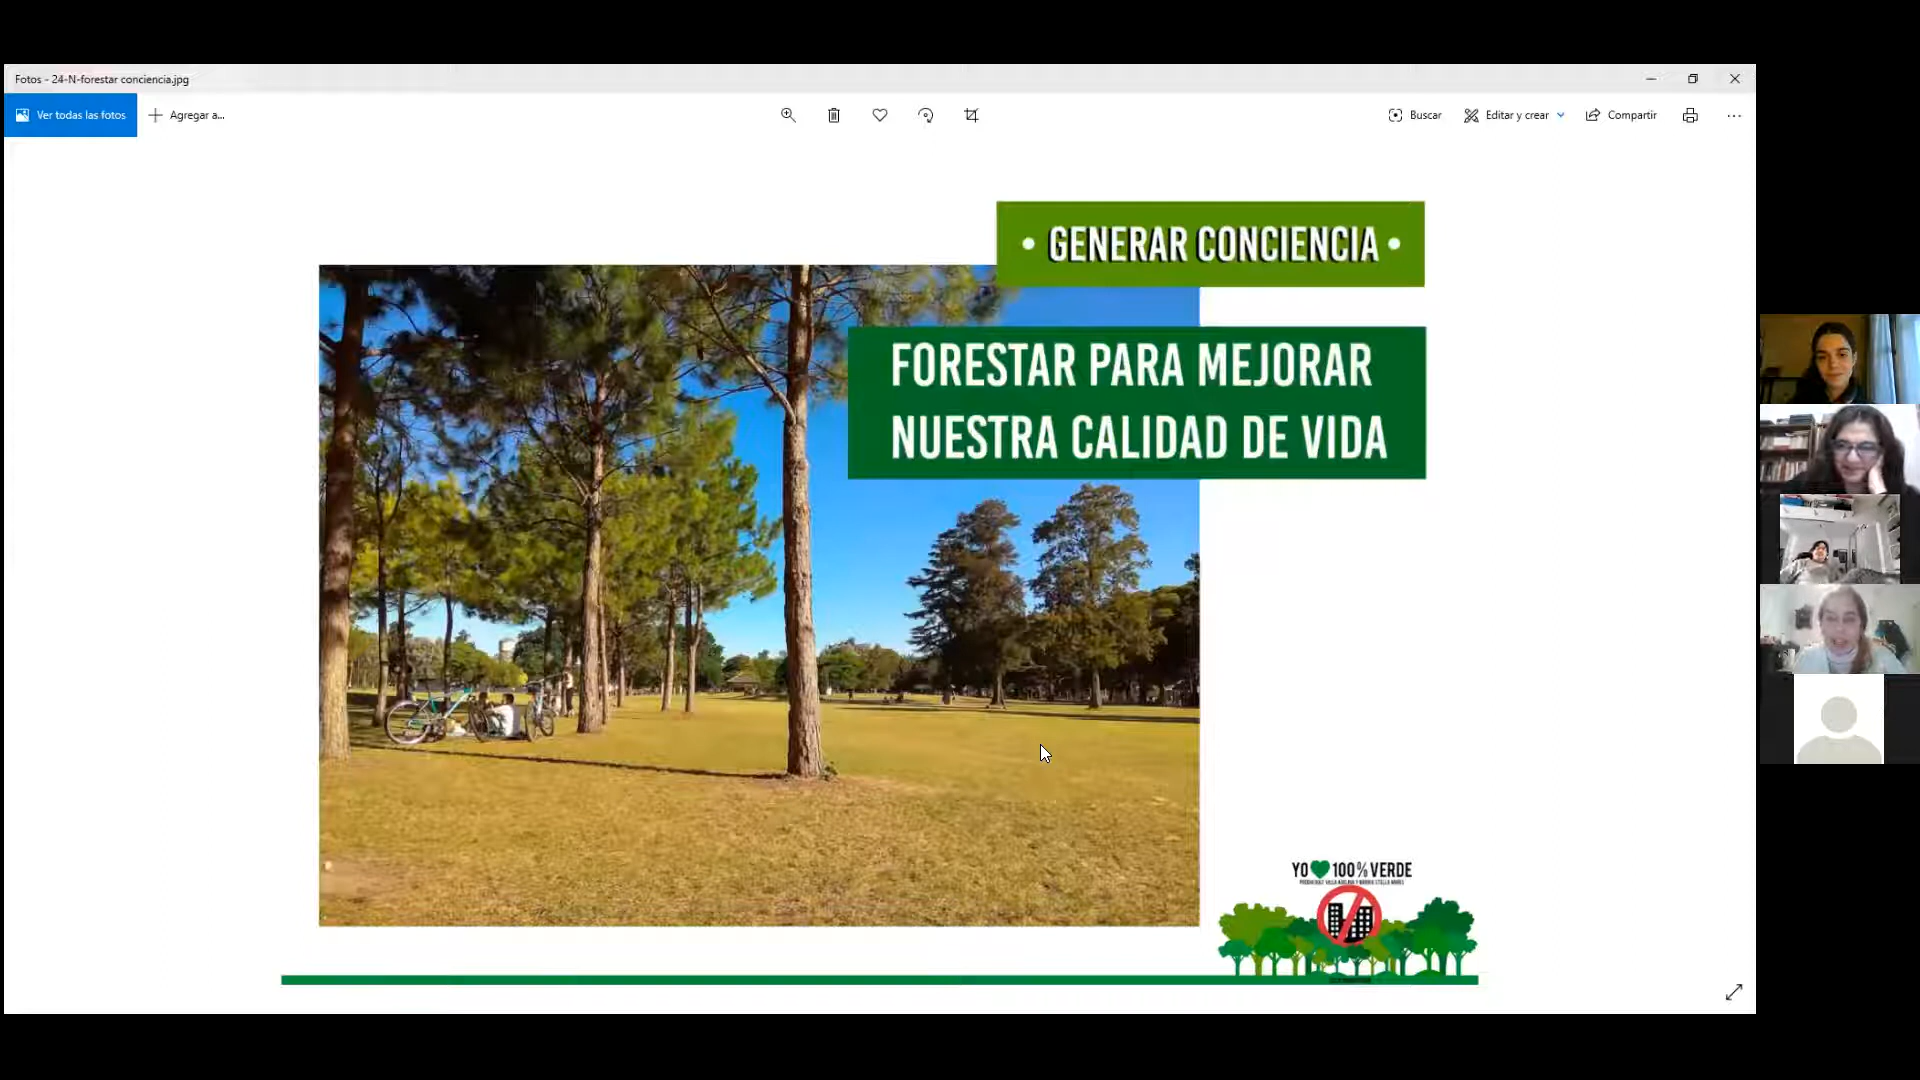 Fotos - 24-N-forestar conciencia.jpg
Ver todas las fotos
Agregar a...
Buscar
Editar y crear
Compartir
• GENERAR CONCIENCIA •
FORESTAR PARA MEJORAR
NUESTRA CALIDAD DE VIDA
YO 100% VERDE